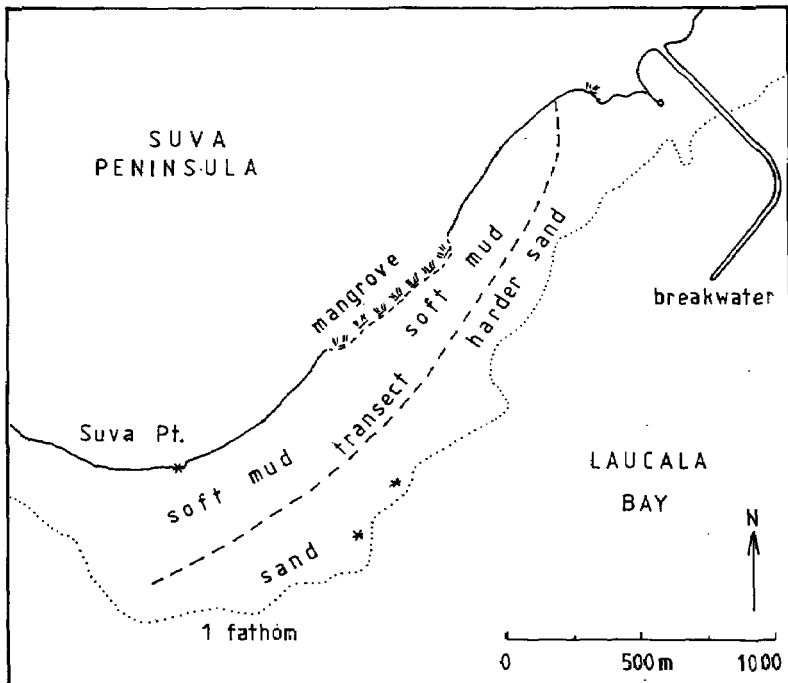 SUVA
PENINSULA
mangrove
soft mud
harder sand
breakwater
Suva Pt.
transect
soft mud
sand
LAUCALA
BAY
N
1 fathom
0 500m 1000